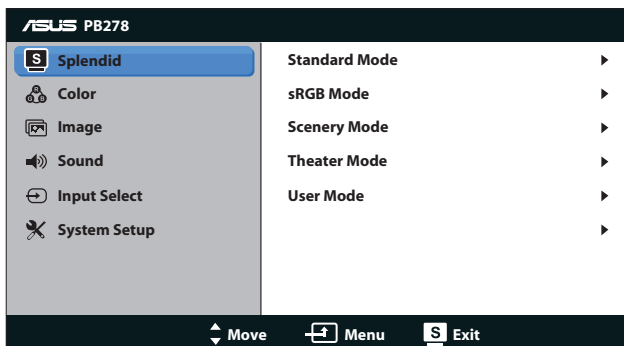 ASUS PB278
S Splendid
Color
Image
Sound
Input Select
System Setup
Standard Mode
sRGB Mode
Scenery Mode
Theater Mode
User Mode
Move Menu S Exit